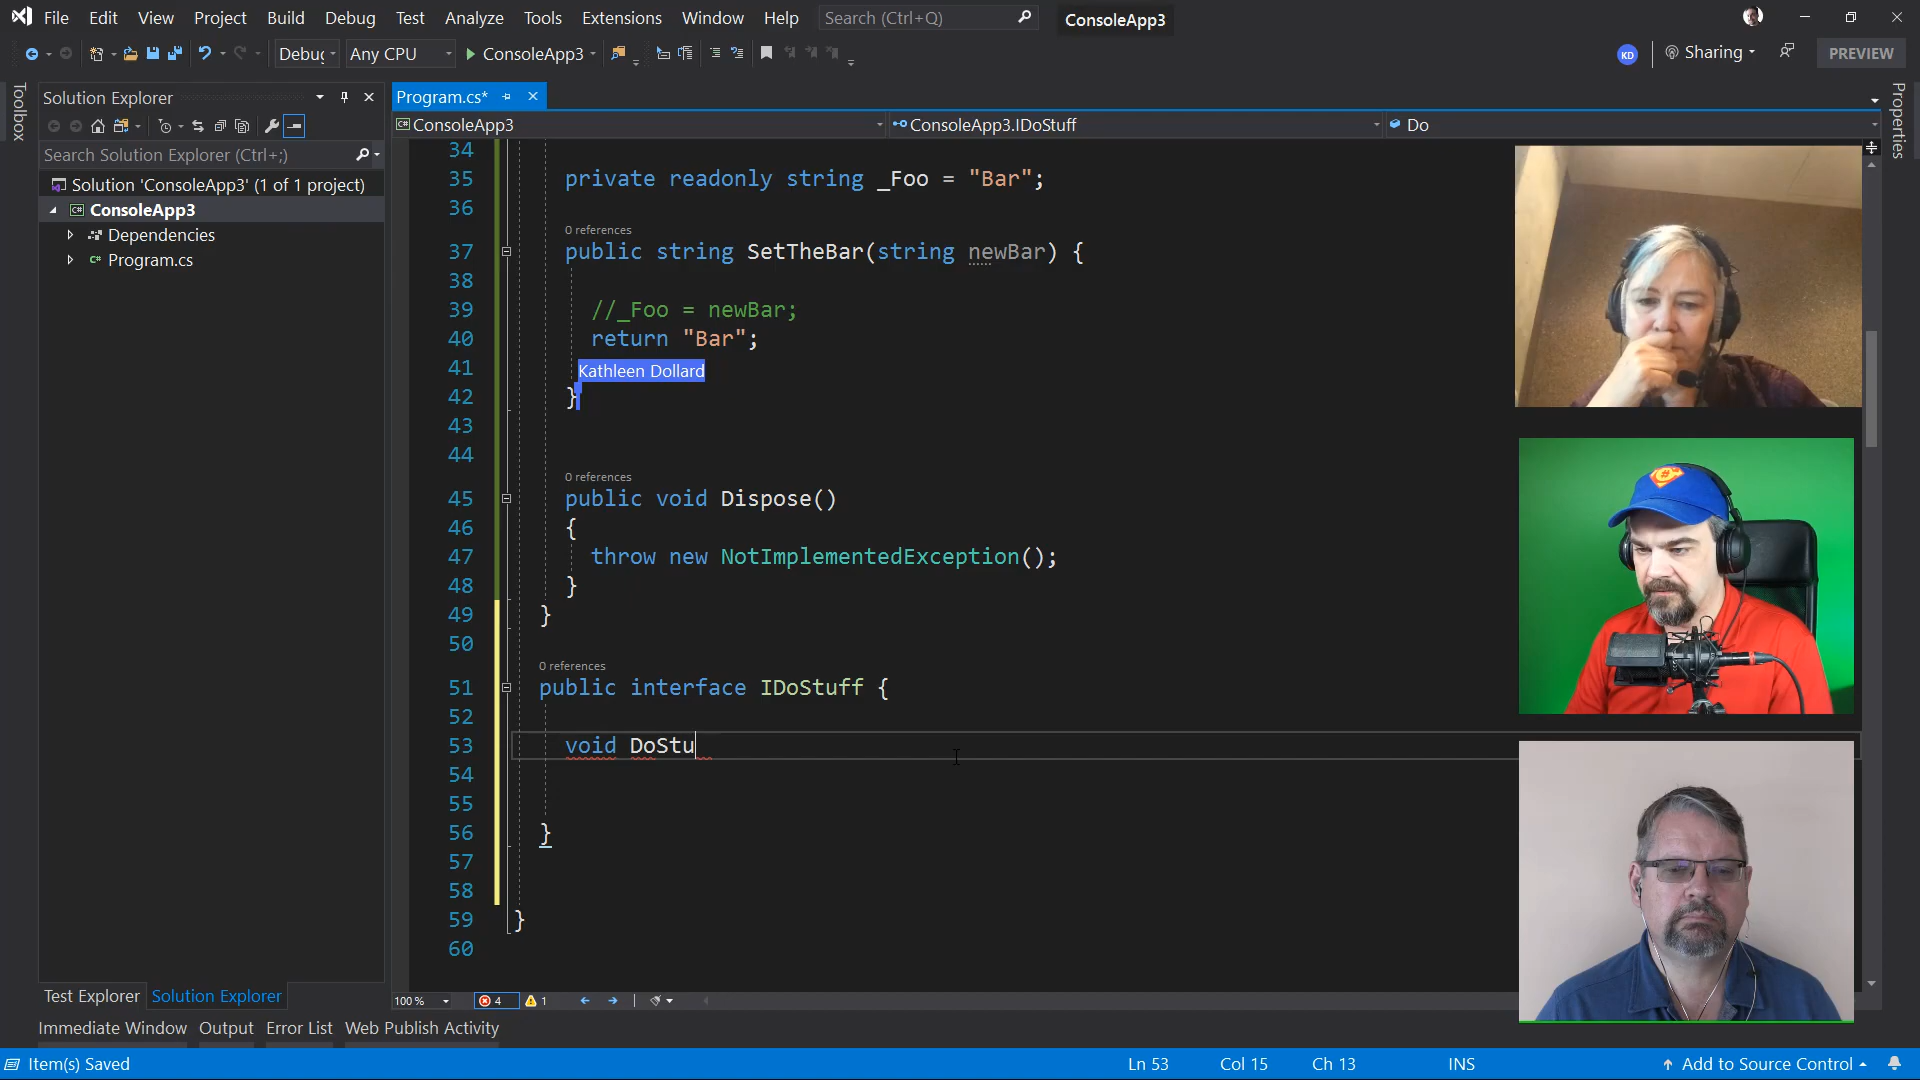 File Edit View Project Build Debug Test Analyze Tools Extensions Window Help Search (Ctrl+Q) ConsoleApp3
Debug Any CPU ConsoleApp3 KD Sharing PREVIEW
Toolbox
Solution Explorer
Search Solution Explorer (Ctrl+;)
Solution 'ConsoleApp3' (1 of 1 project)
ConsoleApp3
Dependencies
C# Program.cs
Test Explorer Solution Explorer
Program.cs*
ConsoleApp3 ConsoleApp3.IDoStuff Do
Properties
34
35 private readonly string _Foo = "Bar";
36
0 references
37 public string SetTheBar(string newBar) {
38
39 //_Foo = newBar;
40 return "Bar";
41 Kathleen Dollard
42 }
43
44
0 references
45 public void Dispose()
46 {
47 throw new NotImplementedException();
48 }
49 }
50
0 references
51 public interface IDoStuff {
52
53 void DoStu
54
55
56 }
57
58
59 }
60
100 % 4 1
Immediate Window Output Error List Web Publish Activity
Item(s) Saved Ln 53 Col 15 Ch 13 INS Add to Source Control